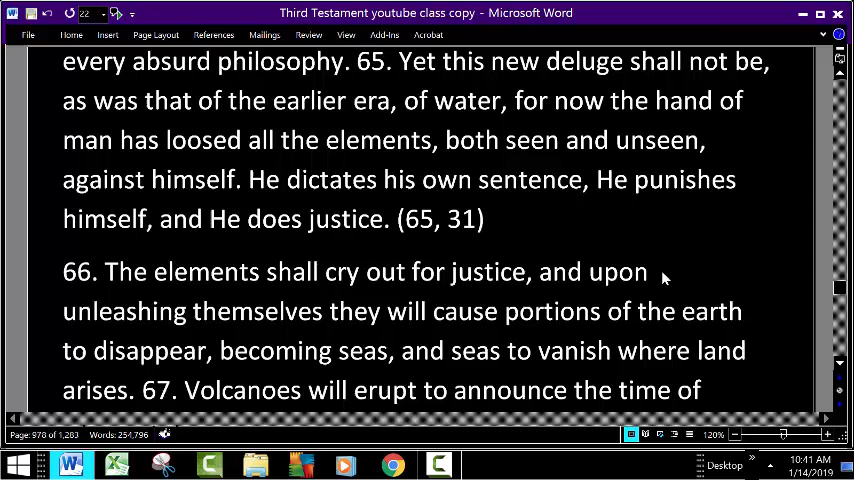 22
Third Testament youtube class copy - Microsoft Word
File Home Insert Page Layout References Mailings Review View Acrobat
every absurd philosophy. 65. Yet this new deluge shall not be,
as was that of the earlier era, of water, for now the hand of
man has loosed all the elements, both seen and unseen,
against himself. He dictates his own sentence, He punishes
himself, and He does justice. (65, 31)
66. The elements shall cry out for justice, and upon
unleashing themselves they will cause portions of the earth
to disappear, becoming seas, and seas to vanish where land
arises. 67. Volcanoes will erupt to announce the time of
Page: 978 of 1,283 Words: 254,796 120%
Desktop
10:41 AM
1/14/2019